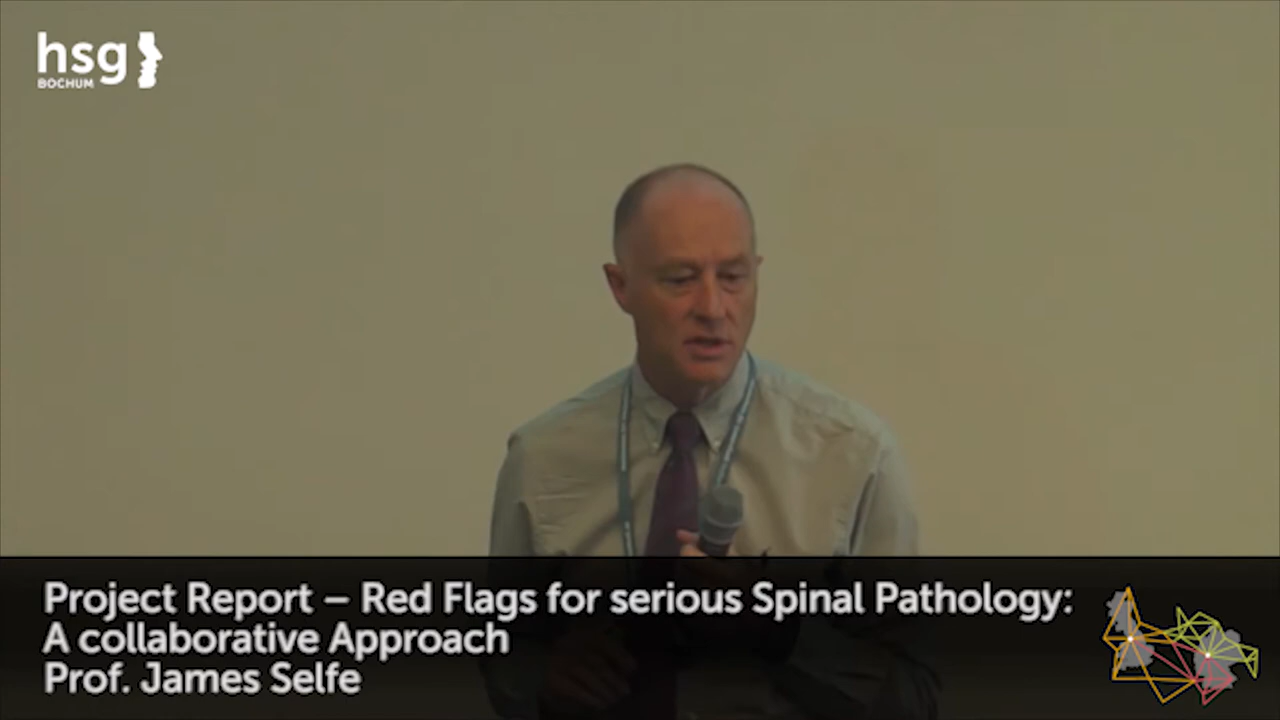 hsg
BOCHUM
Project Report – Red Flags for serious Spinal Pathology:
A collaborative Approach
Prof. James Selfe